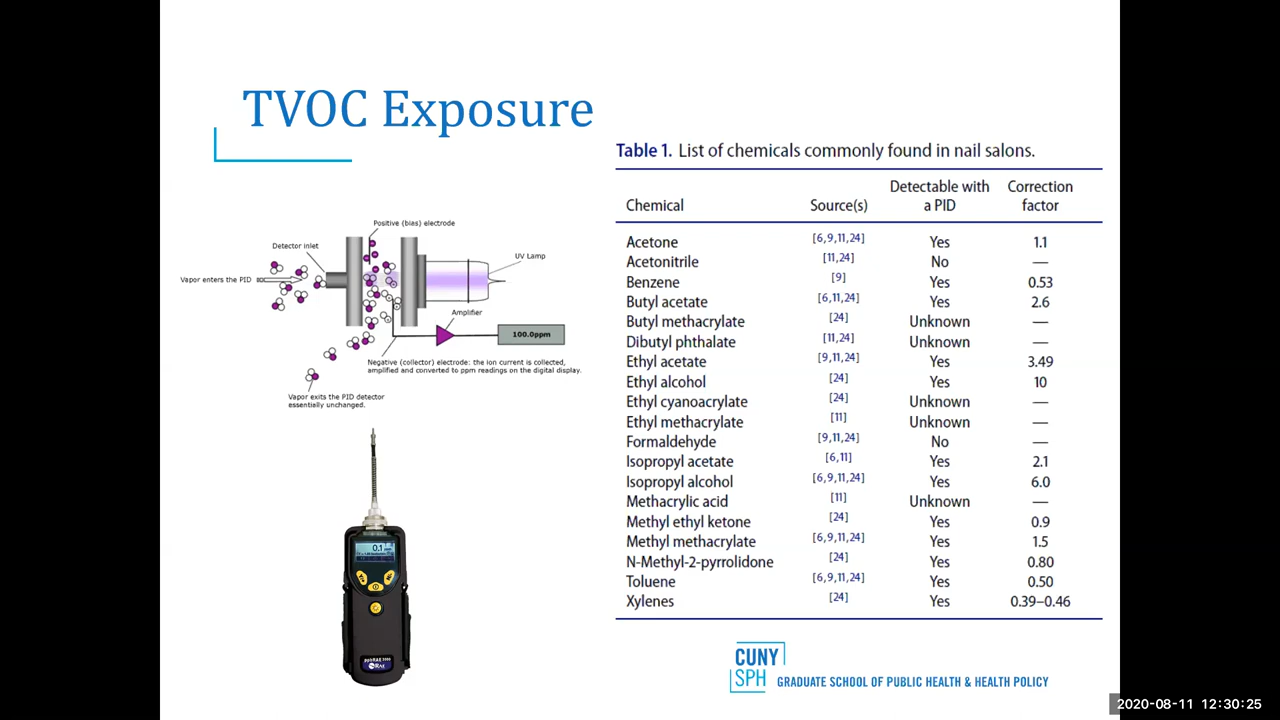 TVOC Exposure
Table 1. List of chemicals commonly found in nail salons.
Chemical Source(s) Detectable with a PID Correction factor
Acetone [6,9,11,24] Yes 1.1
Acetonitrile [11,24] No —
Benzene [9] Yes 0.53
Butyl acetate [6,11,24] Yes 2.6
Butyl methacrylate [24] Unknown —
Dibutyl phthalate [11,24] Unknown —
Ethyl acetate [9,11,24] Yes 3.49
Ethyl alcohol [24] Yes 10
Ethyl cyanoacrylate [24] Unknown —
Ethyl methacrylate [11] Unknown —
Formaldehyde [9,11,24] No —
Isopropyl acetate [6,11] Yes 2.1
Isopropyl alcohol [6,9,11,24] Yes 6.0
Methacrylic acid [11] Unknown —
Methyl ethyl ketone [24] Yes 0.9
Methyl methacrylate [6,9,11,24] Yes 1.5
N-Methyl-2-pyrrolidone [24] Yes 0.80
Toluene [6,9,11,24] Yes 0.50
Xylenes [24] Yes 0.39–0.46
Positive (bias) electrode
Detector inlet
UV Lamp
Vapor enters the PID
Amplifier
100.0ppm
Negative (collector) electrode: the ion current is collected,
amplified and converted to ppm readings on the digital display.
Vapor exits the PID detector
essentially unchanged.
0.1
ppbRAE 3000
RAE
CUNY
SPH
GRADUATE SCHOOL OF PUBLIC HEALTH & HEALTH POLICY
2020-08-11 12:30:25